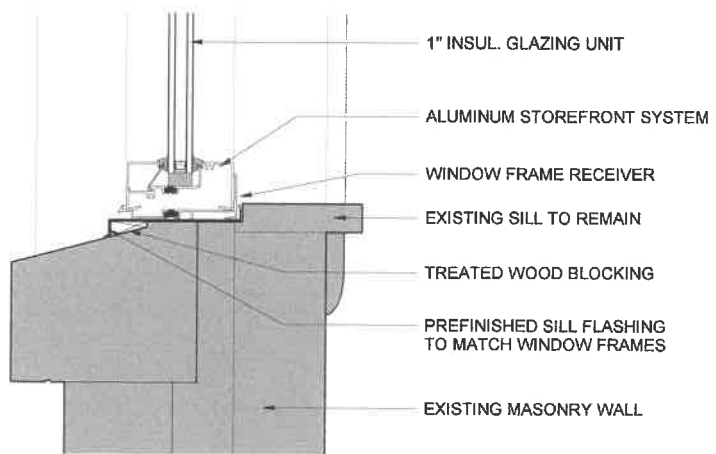 1" INSUL. GLAZING UNIT
ALUMINUM STOREFRONT SYSTEM
WINDOW FRAME RECEIVER
EXISTING SILL TO REMAIN
TREATED WOOD BLOCKING
PREFINISHED SILL FLASHING
TO MATCH WINDOW FRAMES
EXISTING MASONRY WALL